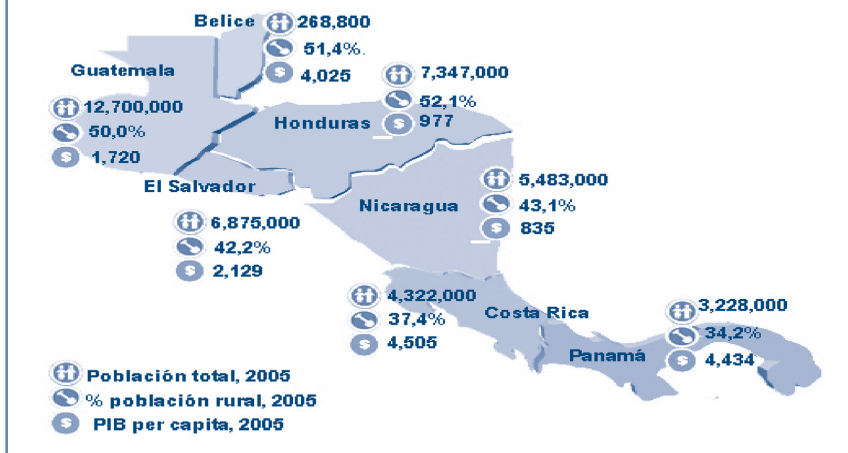 Belice 268,800
51,4%.
4,025
Guatemala
12,700,000
50,0%
1,720
7,347,000
52,1%
Honduras 977
El Salvador
6,875,000
42,2%
2,129
Nicaragua
5,483,000
43,1%
835
4,322,000
37,4%
4,505
Costa Rica
Panamá
3,228,000
34,2%
4,434
Población total, 2005
% población rural, 2005
PIB per capita, 2005